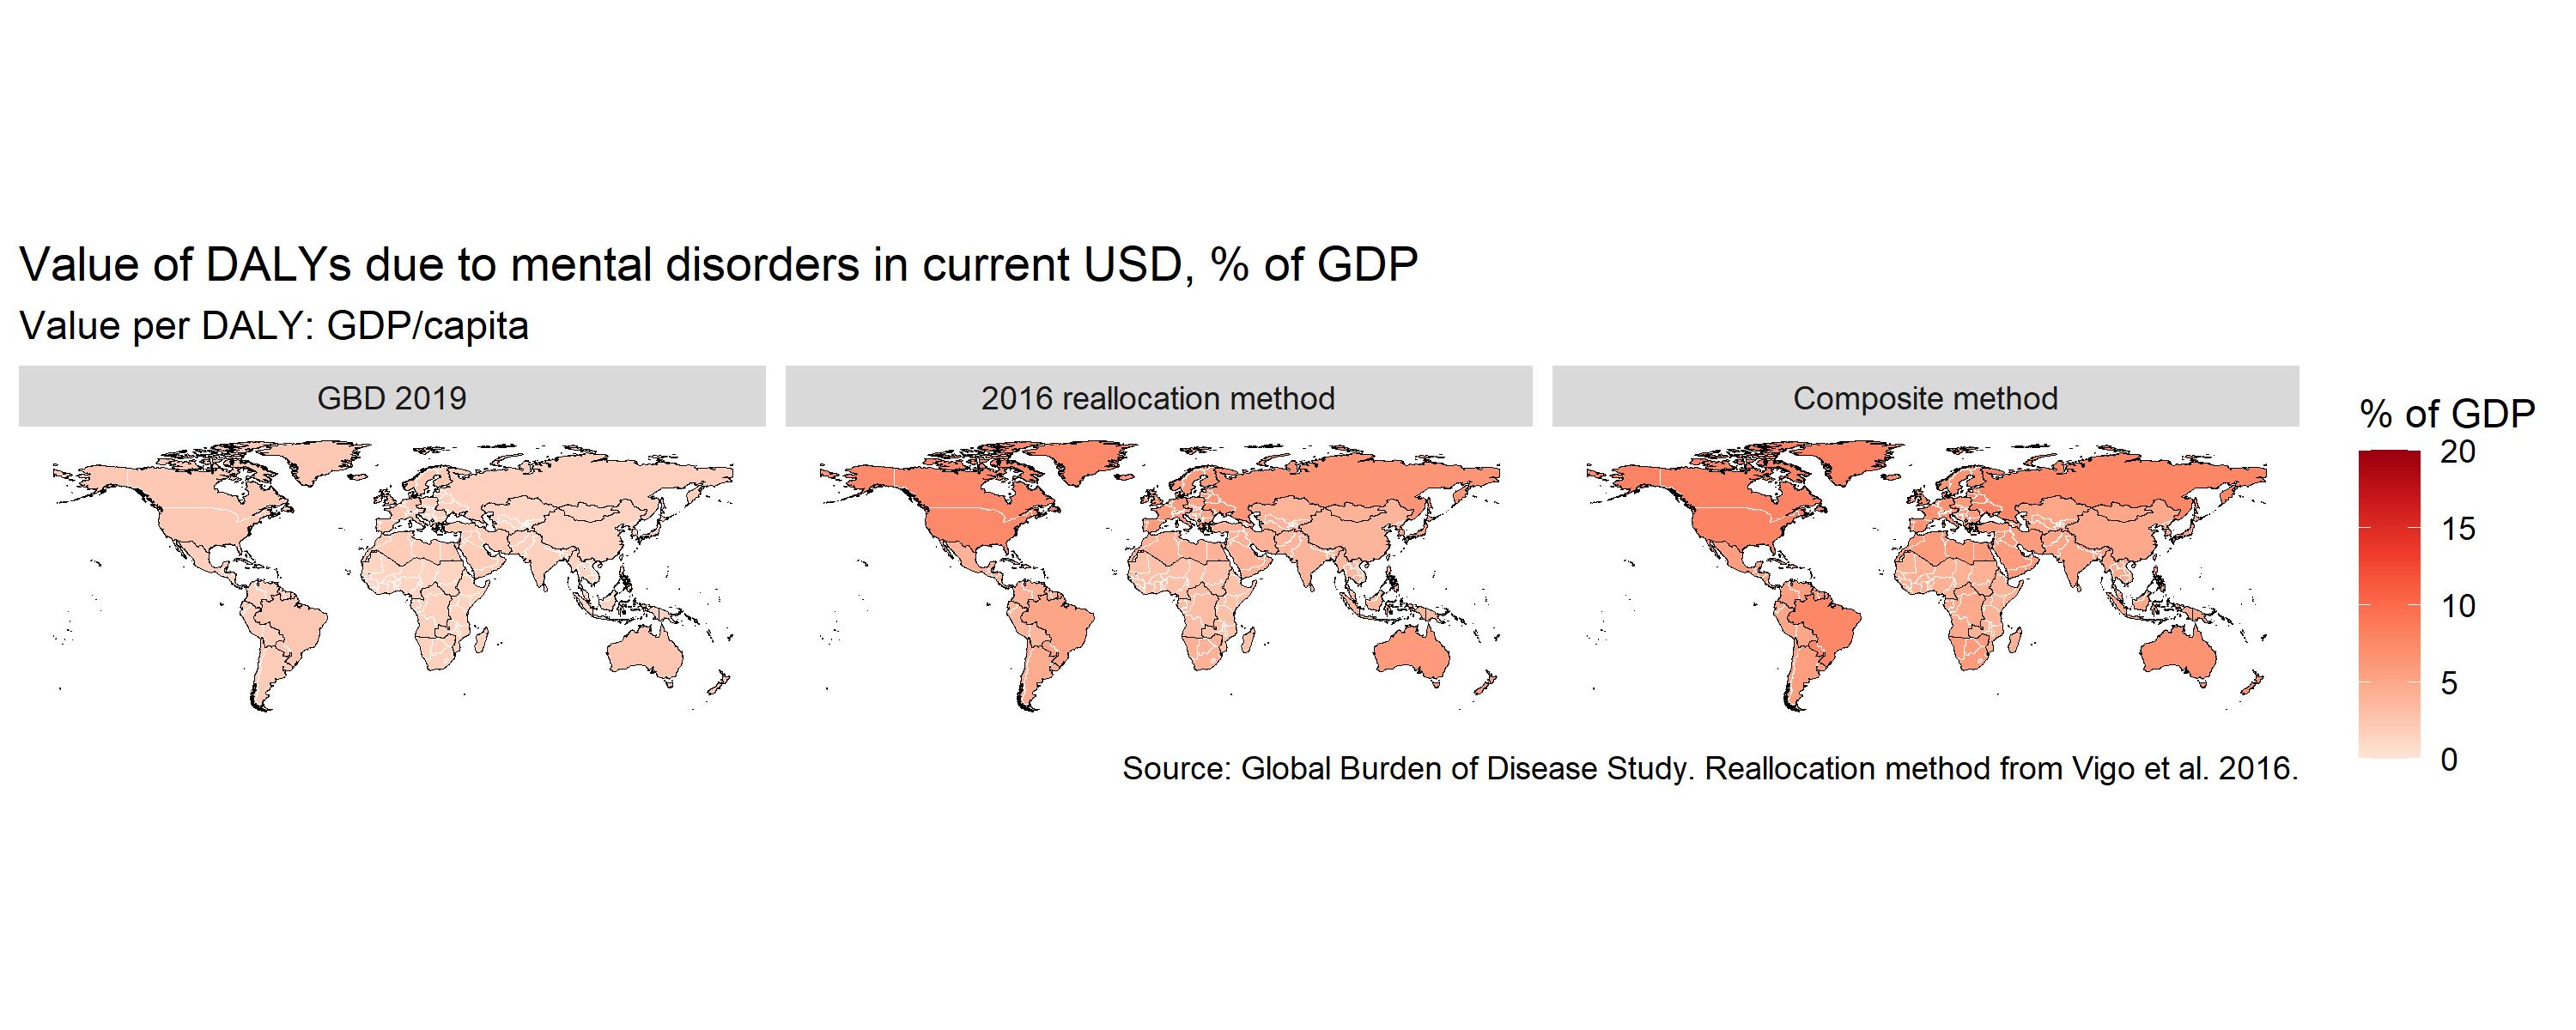 Value of DALYs due to mental disorders in current USD, % of GDP
Value per DALY: GDP/capita
GBD 2019
2016 reallocation method
Composite method
% of GDP
20
15
10
5
0
Source: Global Burden of Disease Study. Reallocation method from Vigo et al. 2016.